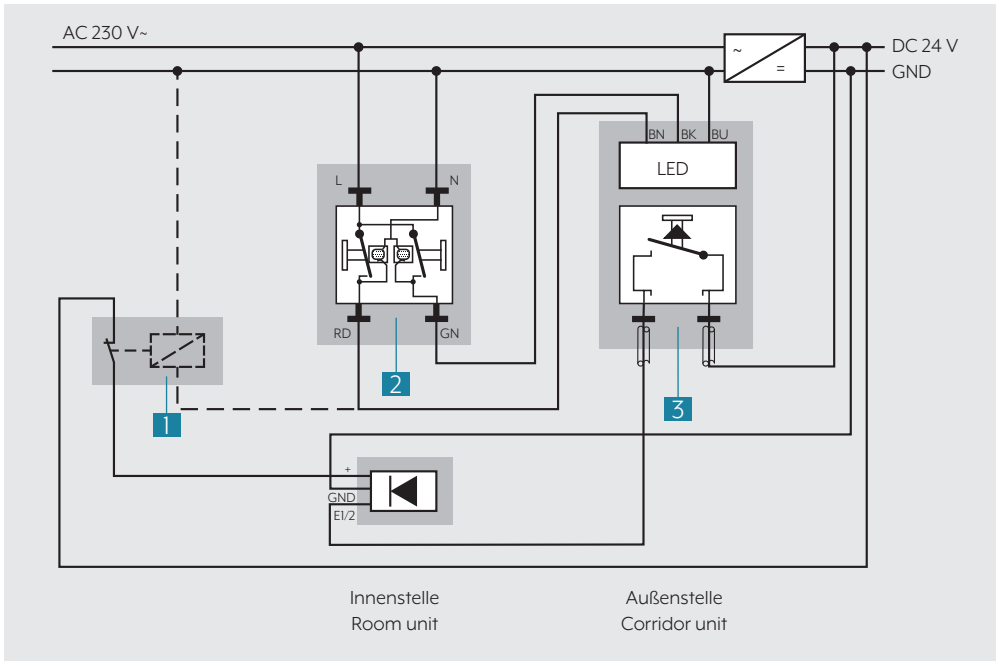 AC 230 V~
~
=
DC 24 V
GND
BN BK BU
LED
L N
RD GN
1
2
3
+
GND
E1/2
Innenstelle
Room unit
Außenstelle
Corridor unit